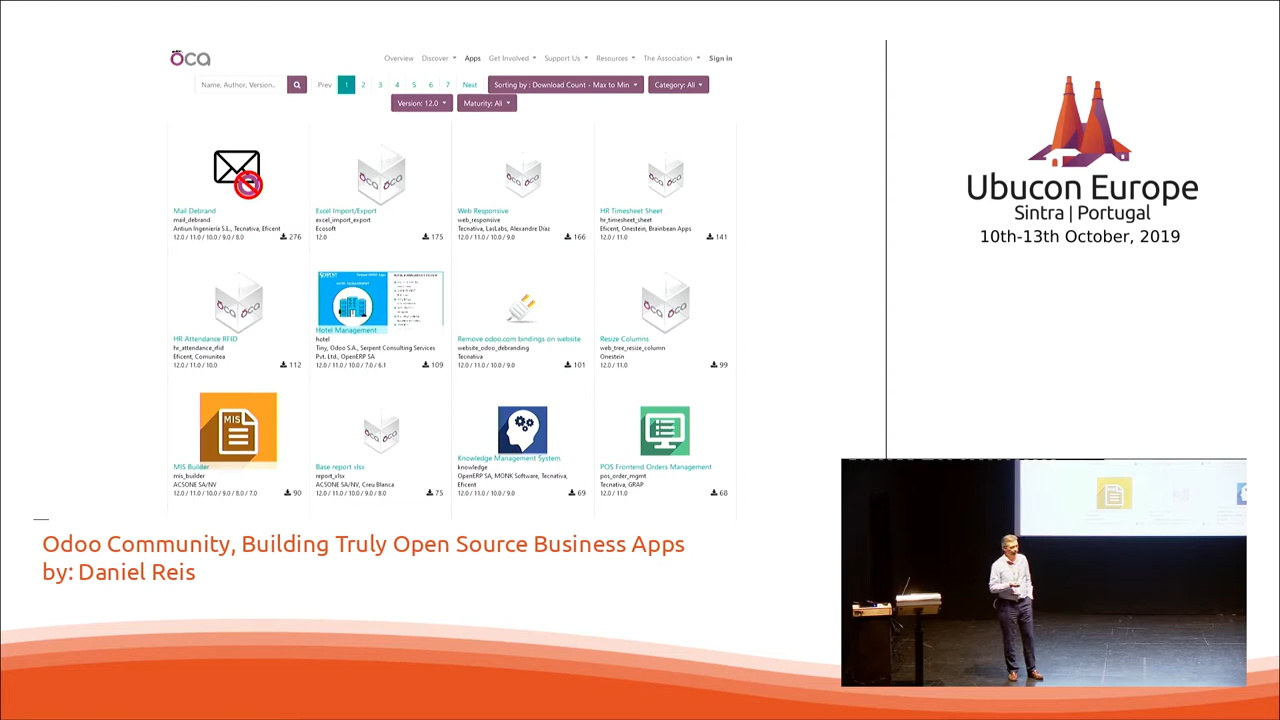 oca
Overview Discover Apps Get Involved Support Us Resources The Association Sign in
Name, Author, Version.. Prev 1 2 3 4 5 6 7 Next Sorting by : Download Count - Max to Min Category: All
Version: 12.0 Maturity: All
Mail Debrand
mail_debrand
Antiun Ingeniería S.L., Tecnativa, Eficent
12.0 / 11.0 / 10.0 / 9.0 / 8.0 276
Excel Import/Export
excel_import_export
Ecosoft
12.0 175
Web Responsive
web_responsive
Tecnativa, LasLabs, Alexandre Díaz
12.0 / 11.0 / 10.0 / 9.0 166
HR Timesheet Sheet
hr_timesheet_sheet
Eficent, Onestein, Brainbean Apps
12.0 / 11.0 141
HR Attendance RFID
hr_attendance_rfid
Eficent, Comunitea
12.0 / 11.0 / 10.0 112
Hotel Management
hotel
Tiny, Odoo S.A., Serpent Consulting Services
Pvt. Ltd., OpenERP SA
12.0 / 11.0 / 10.0 / 7.0 / 6.1 109
Remove odoo.com bindings on website
website_odoo_debranding
Tecnativa
12.0 / 11.0 / 10.0 / 9.0 101
Resize Columns
web_tree_resize_column
Onestein
12.0 / 11.0 99
MIS
MIS Builder
mis_builder
ACSONE SA/NV
12.0 / 11.0 / 10.0 / 9.0 / 8.0 / 7.0 90
oca oca
Base report xlsx
report_xlsx
ACSONE SA/NV, Creu Blanca
12.0 / 11.0 / 10.0 / 9.0 / 8.0 75
Knowledge Management System
knowledge
OpenERP SA, MONK Software, Tecnativa,
Eficent
12.0 / 11.0 / 10.0 / 9.0 69
POS Frontend Orders Management
pos_order_mgmt
Tecnativa, GRAP
12.0 / 11.0 68
Odoo Community, Building Truly Open Source Business Apps
by: Daniel Reis
Ubucon Europe
Sintra | Portugal
10th-13th October, 2019